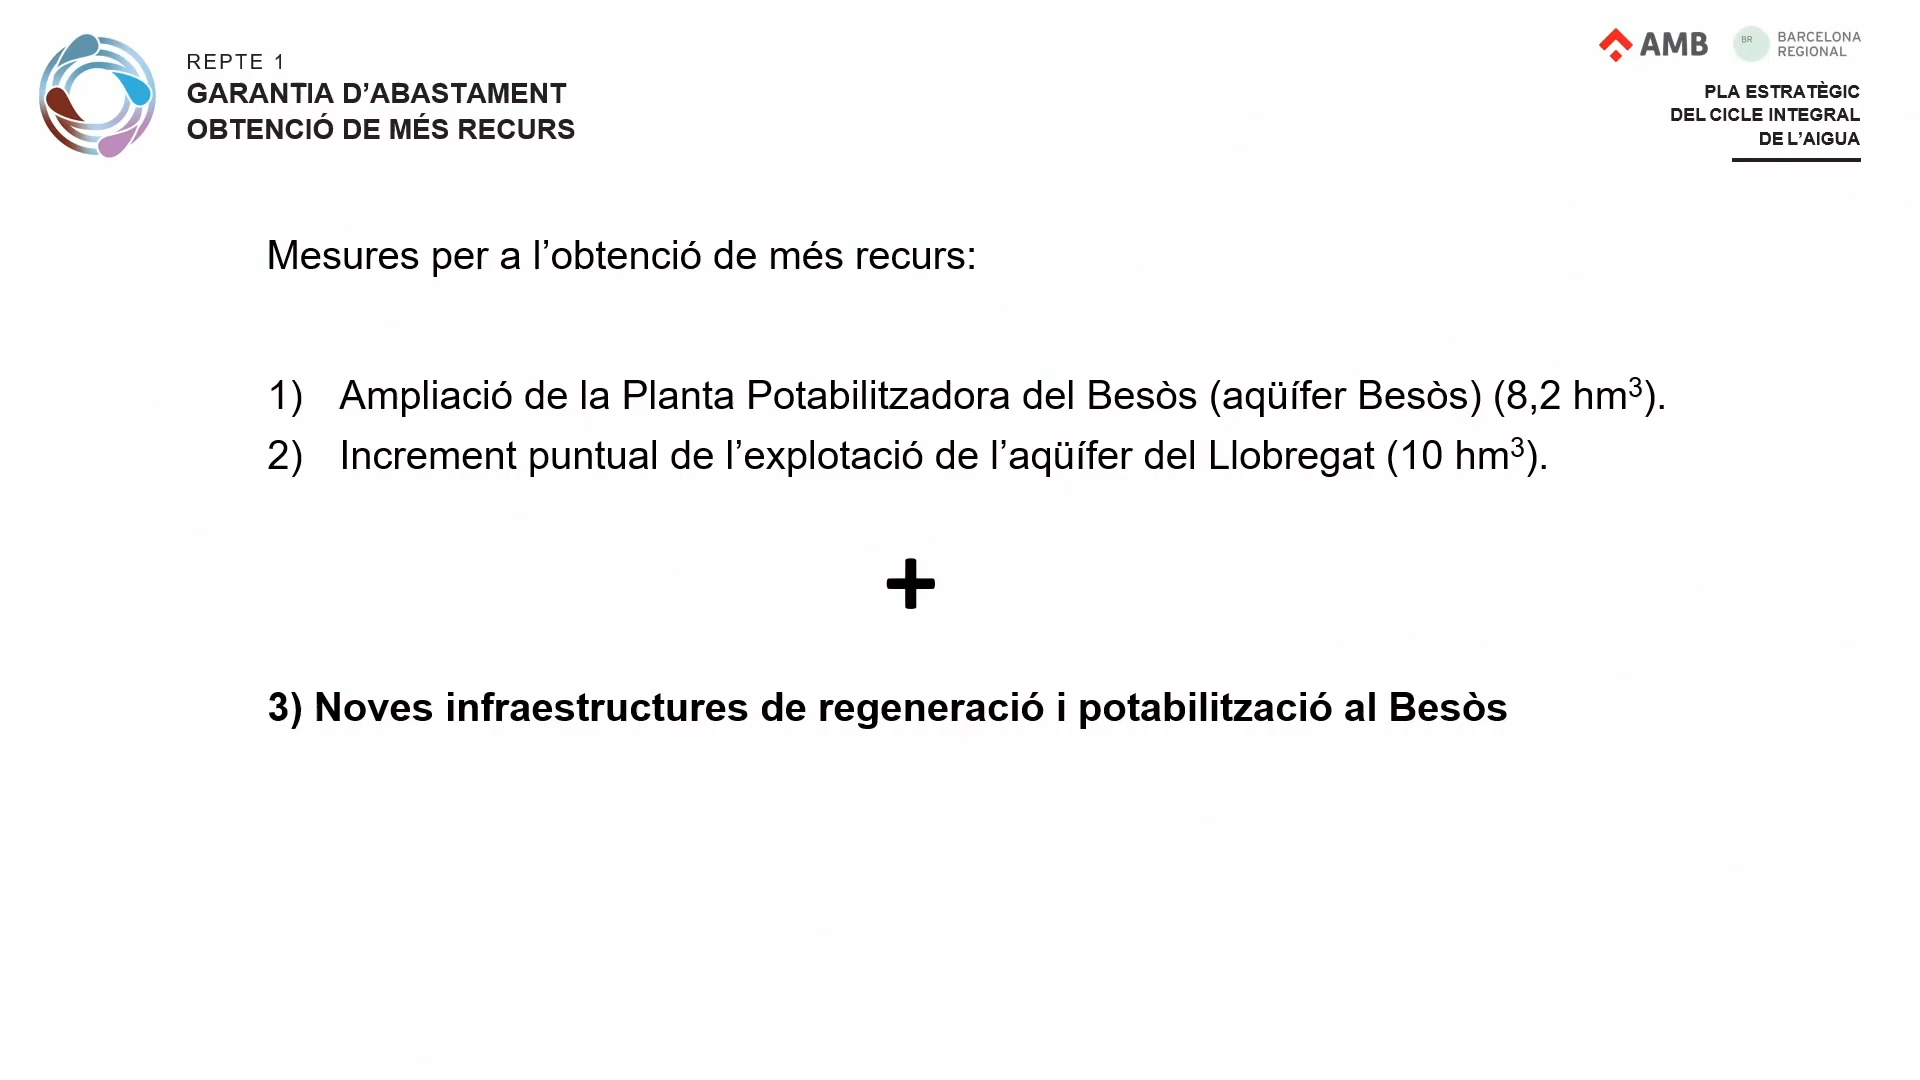 REPTE 1
GARANTIA D’ABASTAMENT
OBTENCIÓ DE MÉS RECURS
AMB
BR
BARCELONA
REGIONAL
PLA ESTRATÈGIC
DEL CICLE INTEGRAL
DE L’AIGUA
Mesures per a l’obtenció de més recurs:
1) Ampliació de la Planta Potabilitzadora del Besòs (aqüífer Besòs) (8,2 hm³).
2) Increment puntual de l’explotació de l’aqüífer del Llobregat (10 hm³).
+
3) Noves infraestructures de regeneració i potabilització al Besòs